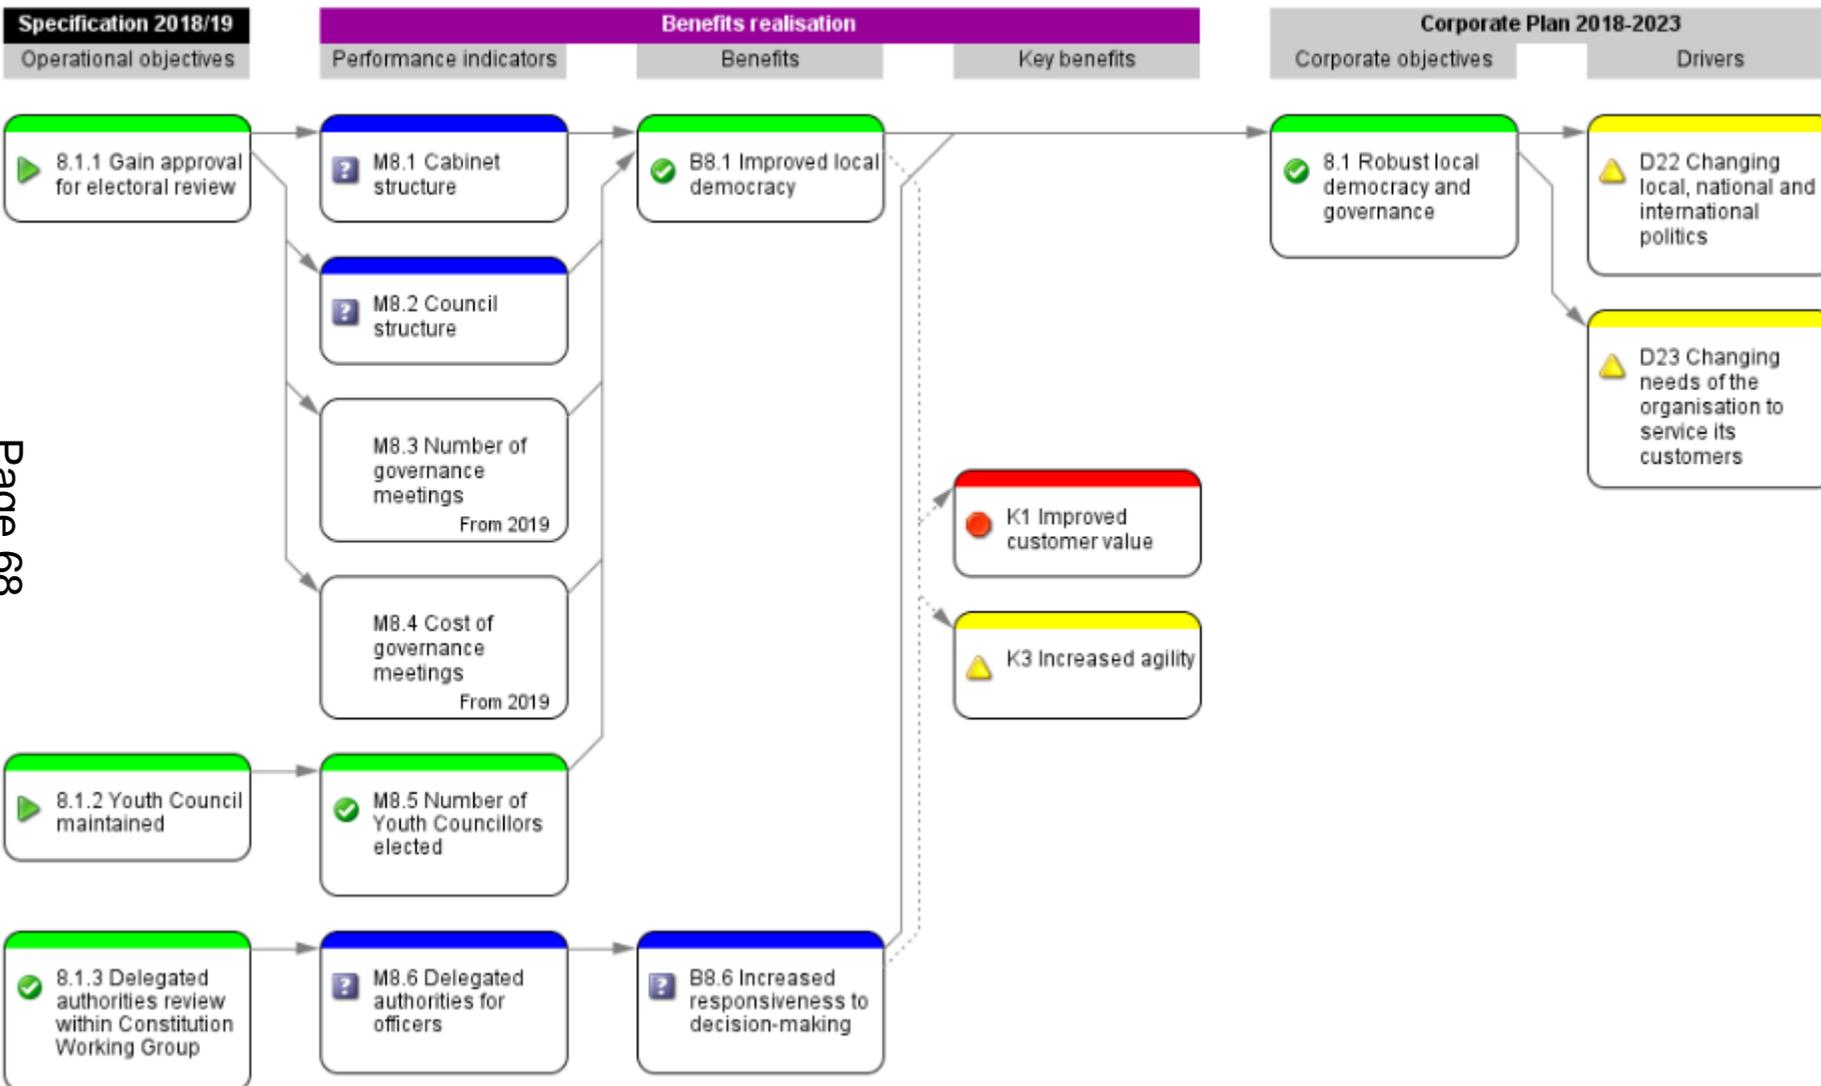 Specification 2018/19
Benefits realisation
Corporate Plan 2018-2023
Operational objectives
Performance indicators
Benefits
Key benefits
Corporate objectives
Drivers
8.1.1 Gain approval
for electoral review
M8.1 Cabinet
structure
B8.1 Improved local
democracy
8.1 Robust local
democracy and
governance
D22 Changing
local, national and
international
politics
M8.2 Council
structure
D23 Changing
needs of the
organisation to
service its
customers
M8.3 Number of
governance
meetings
From 2019
K1 Improved
customer value
M8.4 Cost of
governance
meetings
From 2019
K3 Increased agility
8.1.2 Youth Council
maintained
M8.5 Number of
Youth Councillors
elected
8.1.3 Delegated
authorities review
within Constitution
Working Group
M8.6 Delegated
authorities for
officers
B8.6 Increased
responsiveness to
decision-making
Page 68